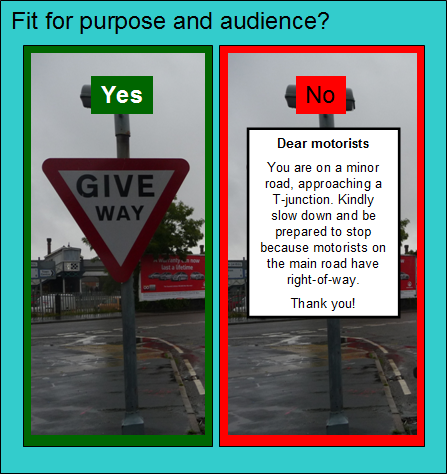 Fit for purpose and audience?
Yes
GIVE
WAY
No
Dear motorists
You are on a minor
road, approaching a
T-junction. Kindly
slow down and be
prepared to stop
because motorists on
the main road have
right-of-way.
Thank you!